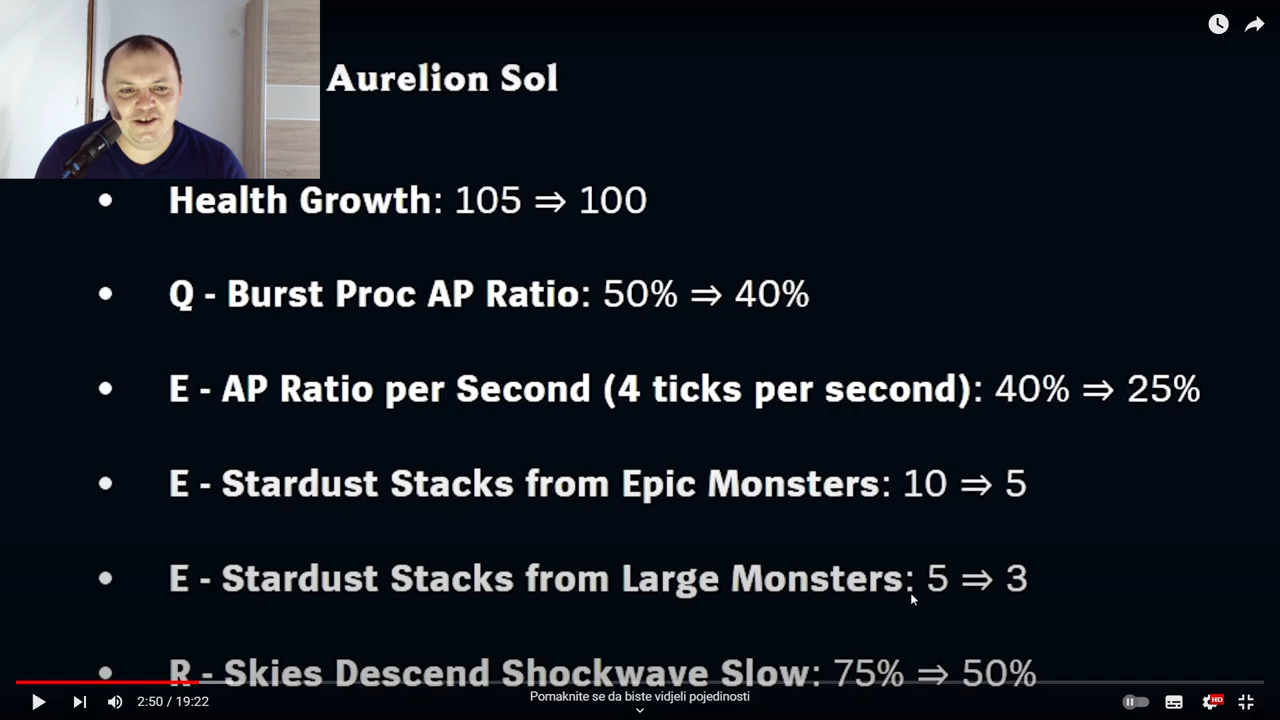 Aurelion Sol
• Health Growth: 105 ⇒ 100
• Q - Burst Proc AP Ratio: 50% ⇒ 40%
• E - AP Ratio per Second (4 ticks per second): 40% ⇒ 25%
• E - Stardust Stacks from Epic Monsters: 10 ⇒ 5
• E - Stardust Stacks from Large Monsters: 5 ⇒ 3
• R - Skies Descend Shockwave Slow: 75% ⇒ 50%
Pomaknite se da biste vidjeli pojedinosti
2:50 / 19:22
HD